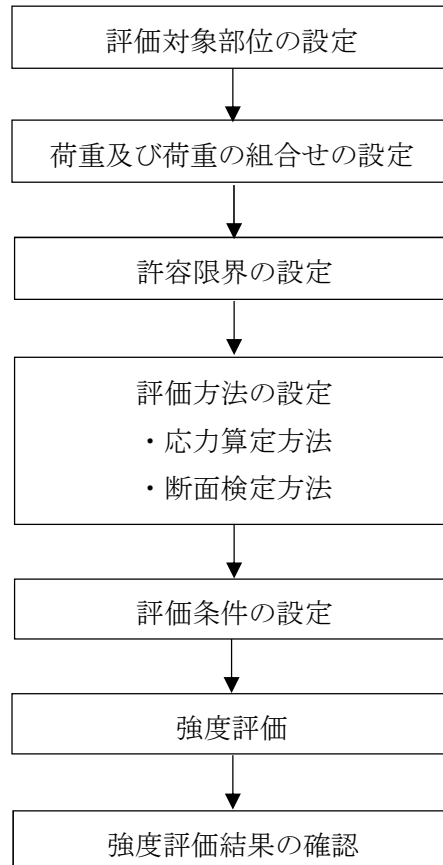 評価対象部位の設定
荷重及び荷重の組合せの設定
許容限界の設定
評価方法の設定
・応力算定方法
・断面検定方法
評価条件の設定
強度評価
強度評価結果の確認